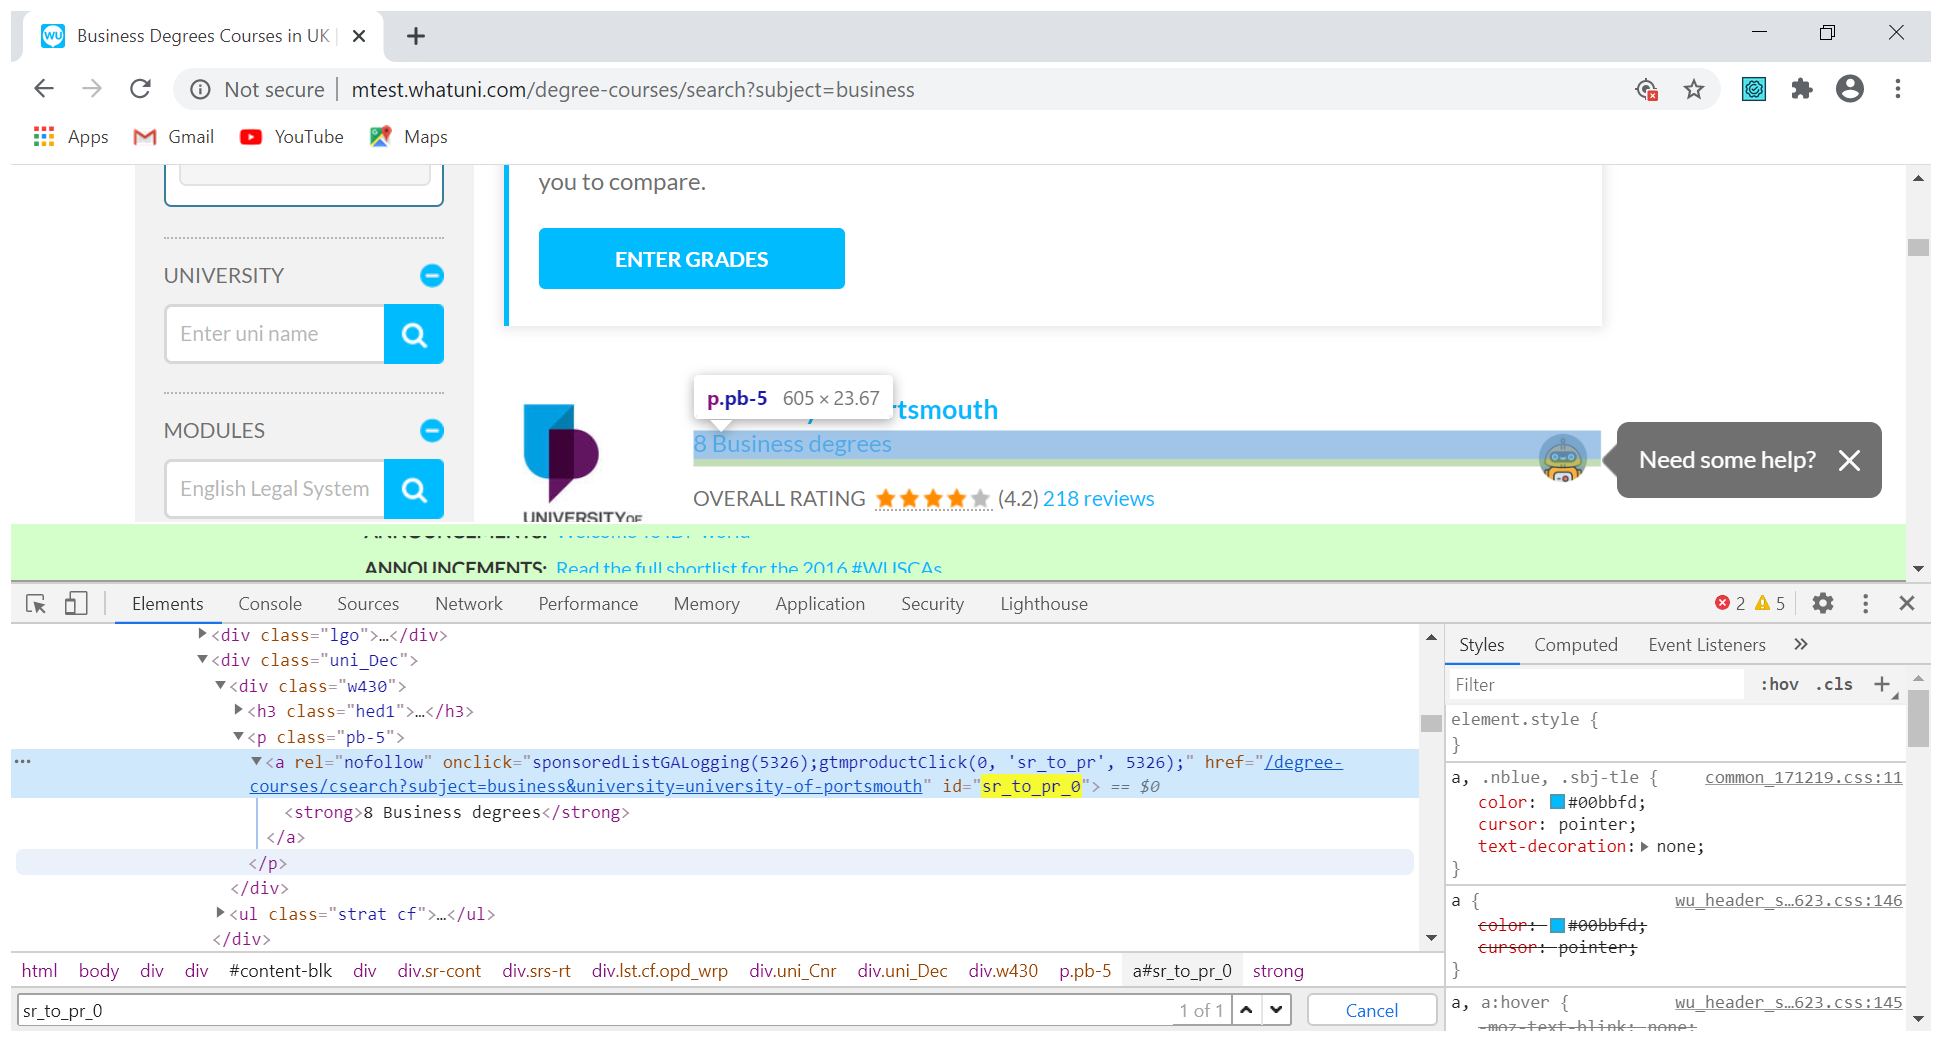 Business Degrees Courses in UK |
Not secure | mtest.whatuni.com/degree-courses/search?subject=business
Apps Gmail YouTube Maps
you to compare.
ENTER GRADES
UNIVERSITY
Enter uni name
MODULES
English Legal System
p.pb-5 605 × 23.67
rtsmouth
8 Business degrees
OVERALL RATING (4.2) 218 reviews
UNIVERSITY OF
Need some help?
ANNOUNCEMENTS:
ANNOUNCEMENTS: Read the full shortlist for the 2016 #WUSCAs
Elements Console Sources Network Performance Memory Application Security Lighthouse 2 5
<div class="lgo">…</div>
<div class="uni_Dec">
<div class="w430">
<h3 class="hed1">…</h3>
<p class="pb-5">
<a rel="nofollow" onclick="sponsoredListGALogging(5326);gtmproductClick(0, 'sr_to_pr', 5326);" href="/degree-
courses/csearch?subject=business&university=university-of-portsmouth" id="sr_to_pr_0"> == $0
<strong>8 Business degrees</strong>
</a>
</p>
</div>
<ul class="strat cf">…</ul>
</div>
html body div div #content-blk div div.sr-cont div.srs-rt div.lst.cf.opd_wrp div.uni_Cnr div.uni_Dec div.w430 p.pb-5 a#sr_to_pr_0 strong
sr_to_pr_0 1 of 1 Cancel
Styles Computed Event Listeners »
Filter :hov .cls +
element.style {
}
a, .nblue, .sbj-tle { common_171219.css:11
color: #00bbfd;
cursor: pointer;
text-decoration: none;
}
a { wu_header_s…623.css:146
color: #00bbfd;
cursor: pointer;
}
a, a:hover { wu_header_s…623.css:145
-moz-text-blink: none;